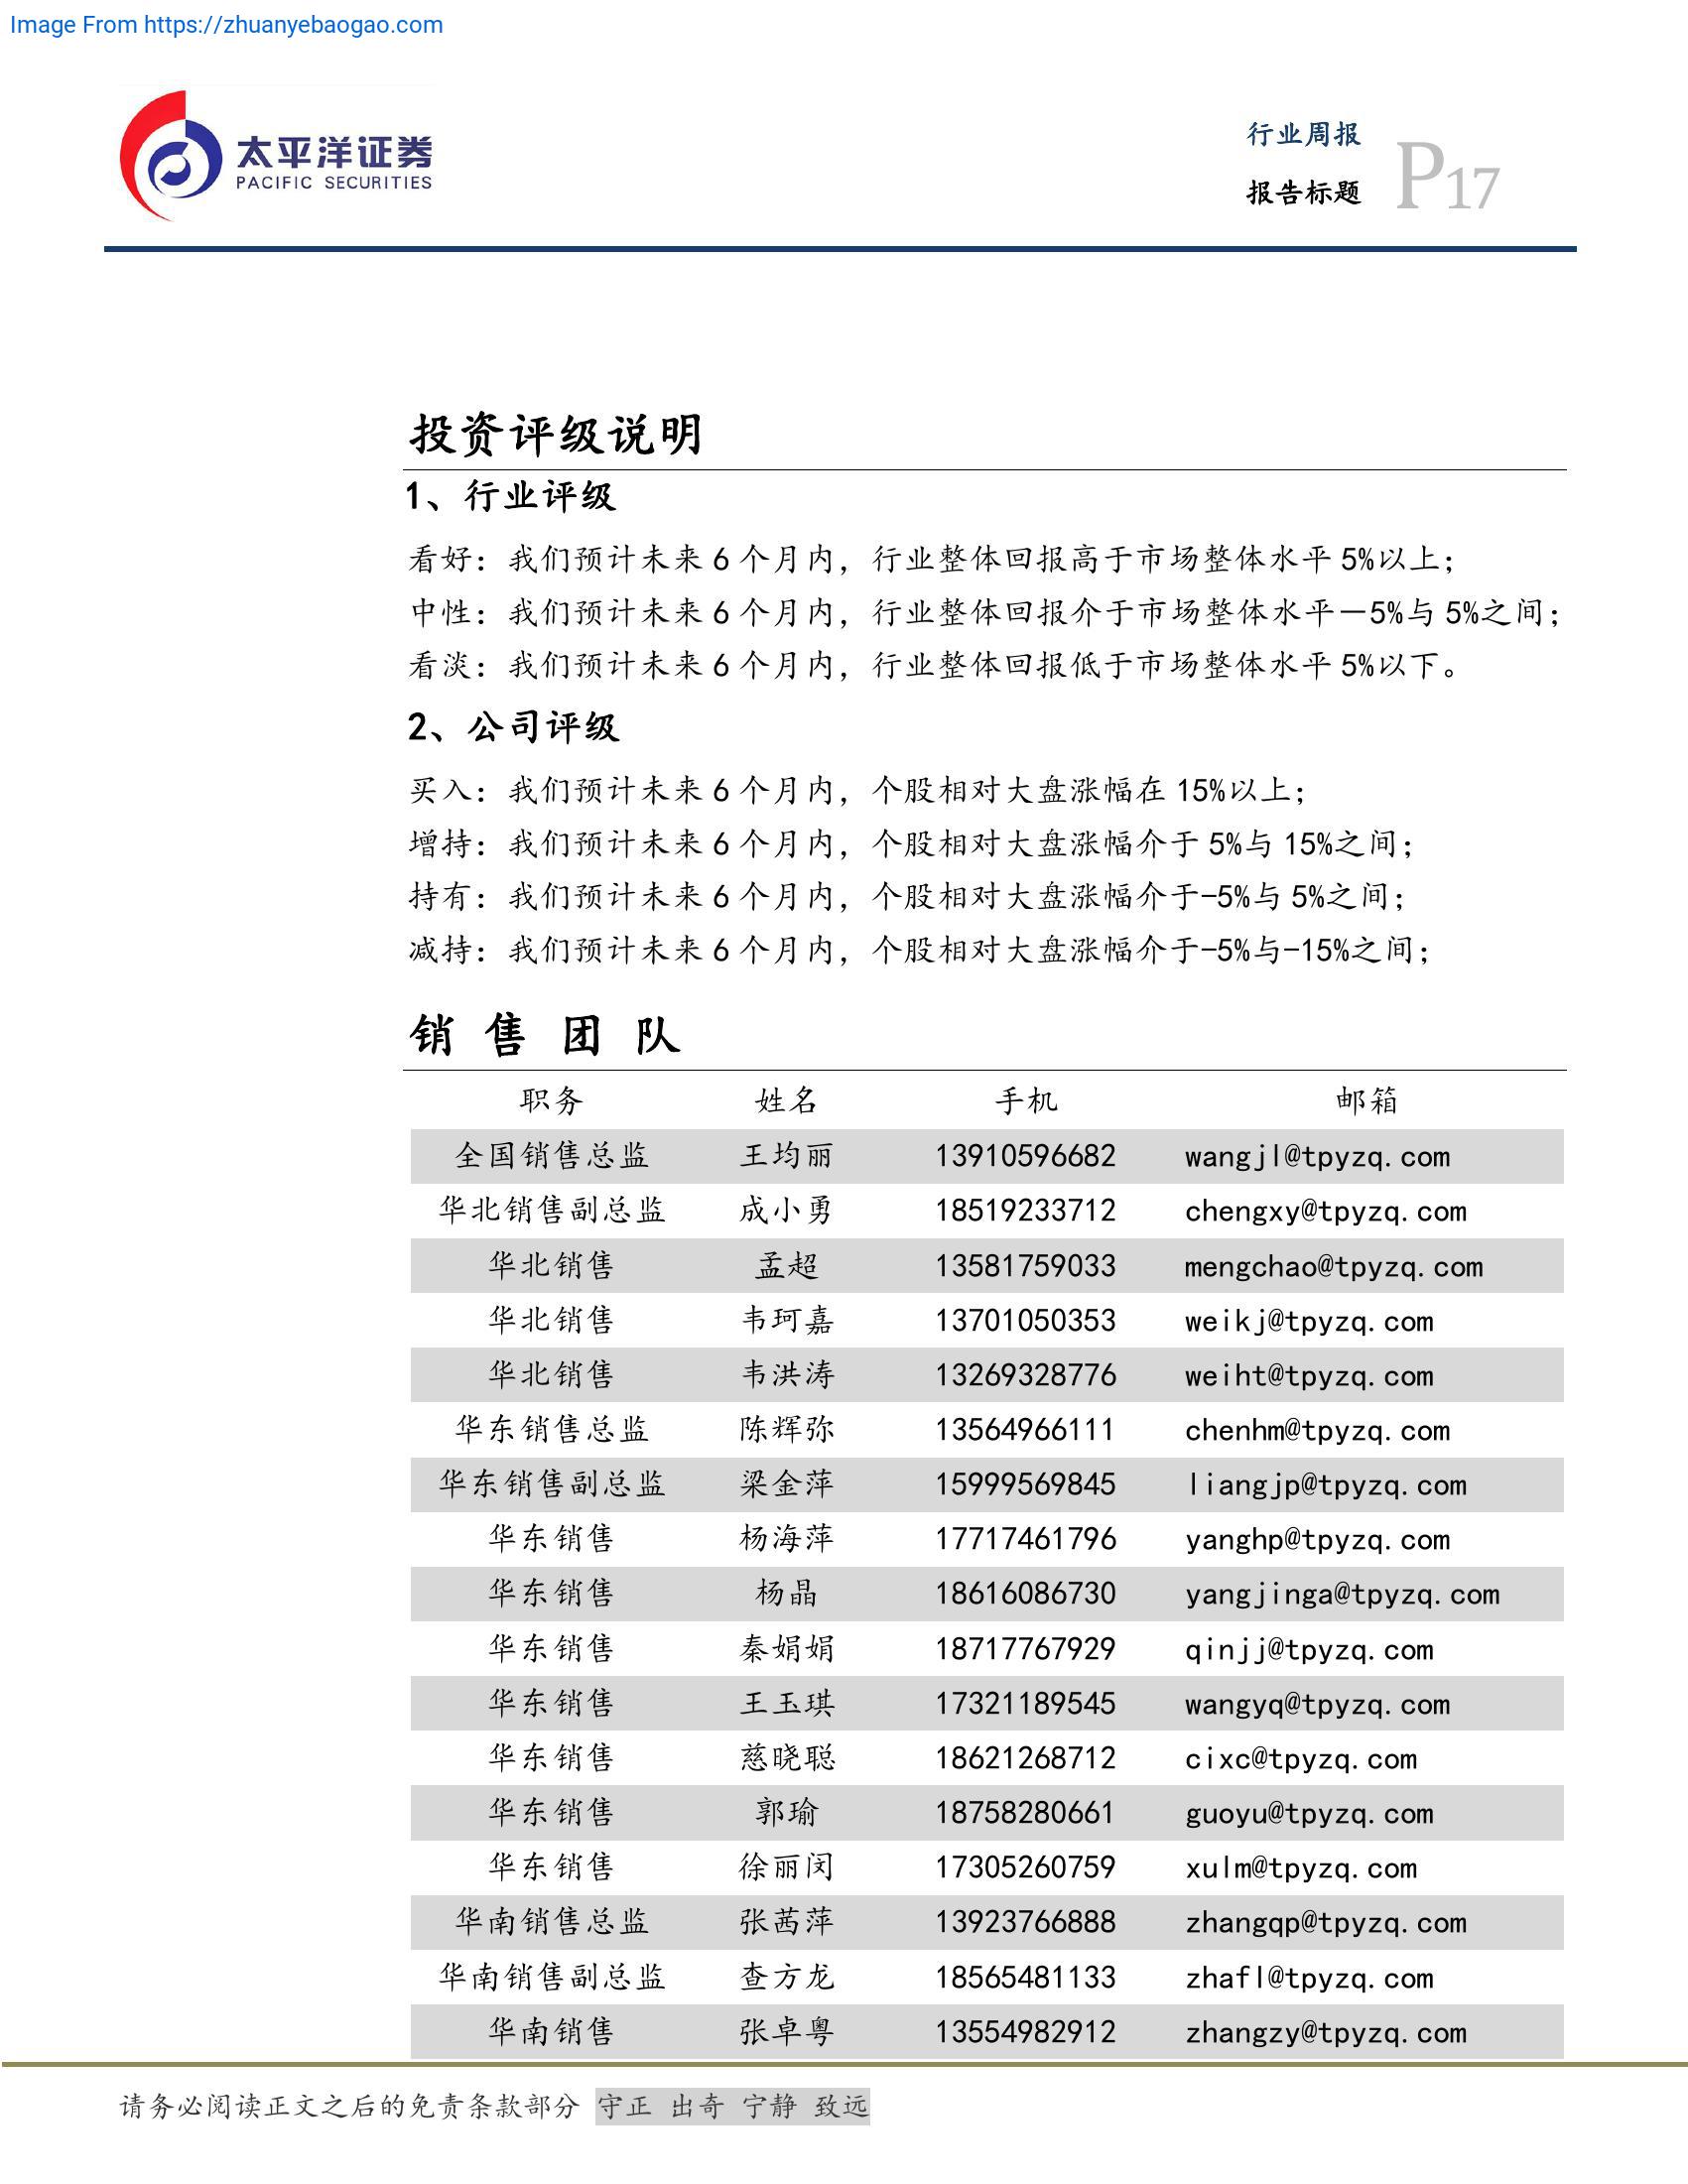 Image From https://zhuanyebaogao.com
太平洋证券
PACIFIC SECURITIES
行业周报
报告标题
P17
投资评级说明
1、行业评级
看好：我们预计未来 6 个月内，行业整体回报高于市场整体水平 5%以上；
中性：我们预计未来 6 个月内，行业整体回报介于市场整体水平－5%与 5%之间；
看淡：我们预计未来 6 个月内，行业整体回报低于市场整体水平 5%以下。
2、公司评级
买入：我们预计未来 6 个月内，个股相对大盘涨幅在 15%以上；
增持：我们预计未来 6 个月内，个股相对大盘涨幅介于 5%与 15%之间；
持有：我们预计未来 6 个月内，个股相对大盘涨幅介于-5%与 5%之间；
减持：我们预计未来 6 个月内，个股相对大盘涨幅介于-5%与-15%之间；
销 售 团 队
职务 姓名 手机 邮箱
全国销售总监 王均丽 13910596682 wangjl@tpyzq.com
华北销售副总监 成小勇 18519233712 chengxy@tpyzq.com
华北销售 孟超 13581759033 mengchao@tpyzq.com
华北销售 韦珂嘉 13701050353 weikj@tpyzq.com
华北销售 韦洪涛 13269328776 weiht@tpyzq.com
华东销售总监 陈辉弥 13564966111 chenhm@tpyzq.com
华东销售副总监 梁金萍 15999569845 liangjp@tpyzq.com
华东销售 杨海萍 17717461796 yanghp@tpyzq.com
华东销售 杨晶 18616086730 yangjinga@tpyzq.com
华东销售 秦娟娟 18717767929 qinjj@tpyzq.com
华东销售 王玉琪 17321189545 wangyq@tpyzq.com
华东销售 慈晓聪 18621268712 cixc@tpyzq.com
华东销售 郭瑜 18758280661 guoyu@tpyzq.com
华东销售 徐丽闵 17305260759 xulm@tpyzq.com
华南销售总监 张茜萍 13923766888 zhangqp@tpyzq.com
华南销售副总监 查方龙 18565481133 zhafl@tpyzq.com
华南销售 张卓粤 13554982912 zhangzy@tpyzq.com
请务必阅读正文之后的免责条款部分 守正 出奇 宁静 致远